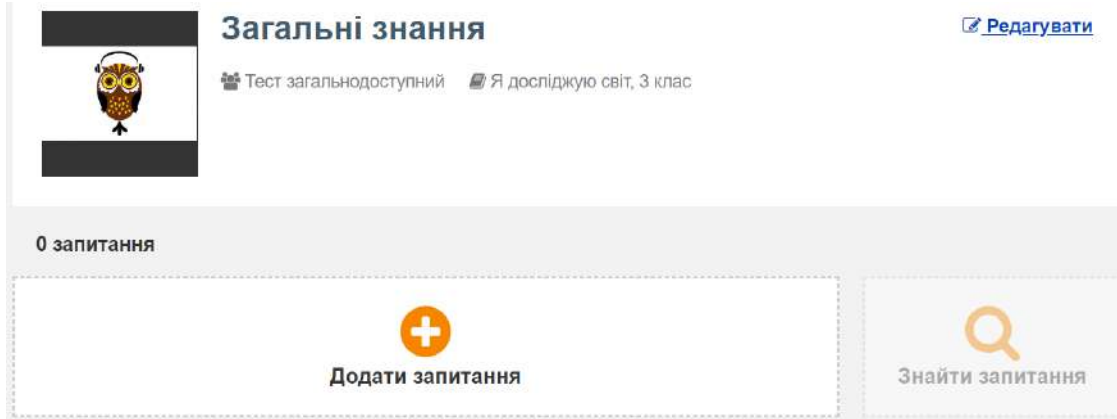 Загальні знання
Редагувати
Тест загальнодоступний Я досліджую світ, 3 клас
0 запитання
Додати запитання
Знайти запитання